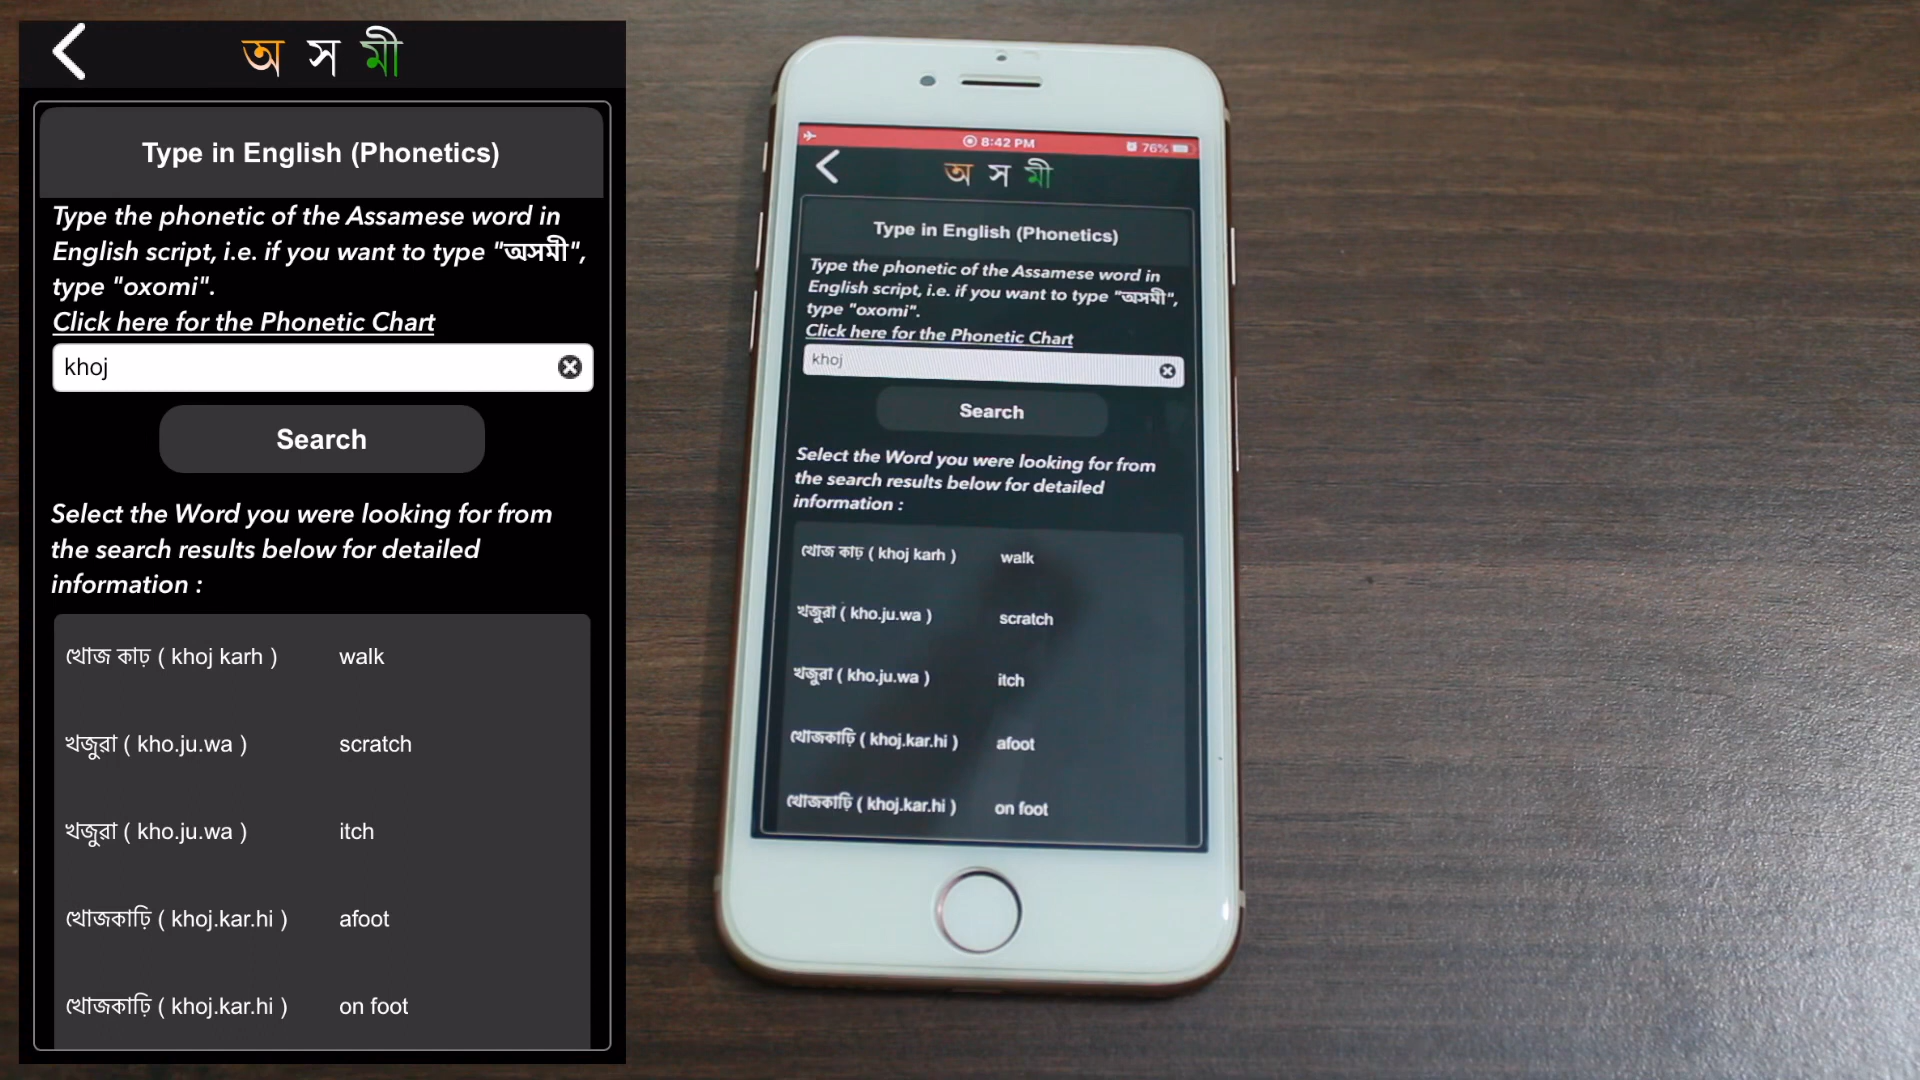 অ স মী
Type in English (Phonetics)
Type the phonetic of the Assamese word in
English script, i.e. if you want to type "অসমী",
type "oxomi".
Click here for the Phonetic Chart
khoj
Search
Select the Word you were looking for from
the search results below for detailed
information :
খোজ কাঢ় ( khoj karh ) walk
খজুৱা ( kho.ju.wa ) scratch
খজুৱা ( kho.ju.wa ) itch
খোজকাঢ়ি ( khoj.kar.hi ) afoot
খোজকাঢ়ি ( khoj.kar.hi ) on foot
8:42 PM 76%
অ স মী
Type in English (Phonetics)
Type the phonetic of the Assamese word in
English script, i.e. if you want to type "অসমী",
type "oxomi".
Click here for the Phonetic Chart
khoj
Search
Select the Word you were looking for from
the search results below for detailed
information :
খোজ কাঢ় ( khoj karh ) walk
খজুৱা ( kho.ju.wa ) scratch
খজুৱা ( kho.ju.wa ) itch
খোজকাঢ়ি ( khoj.kar.hi ) afoot
খোজকাঢ়ি ( khoj.kar.hi ) on foot